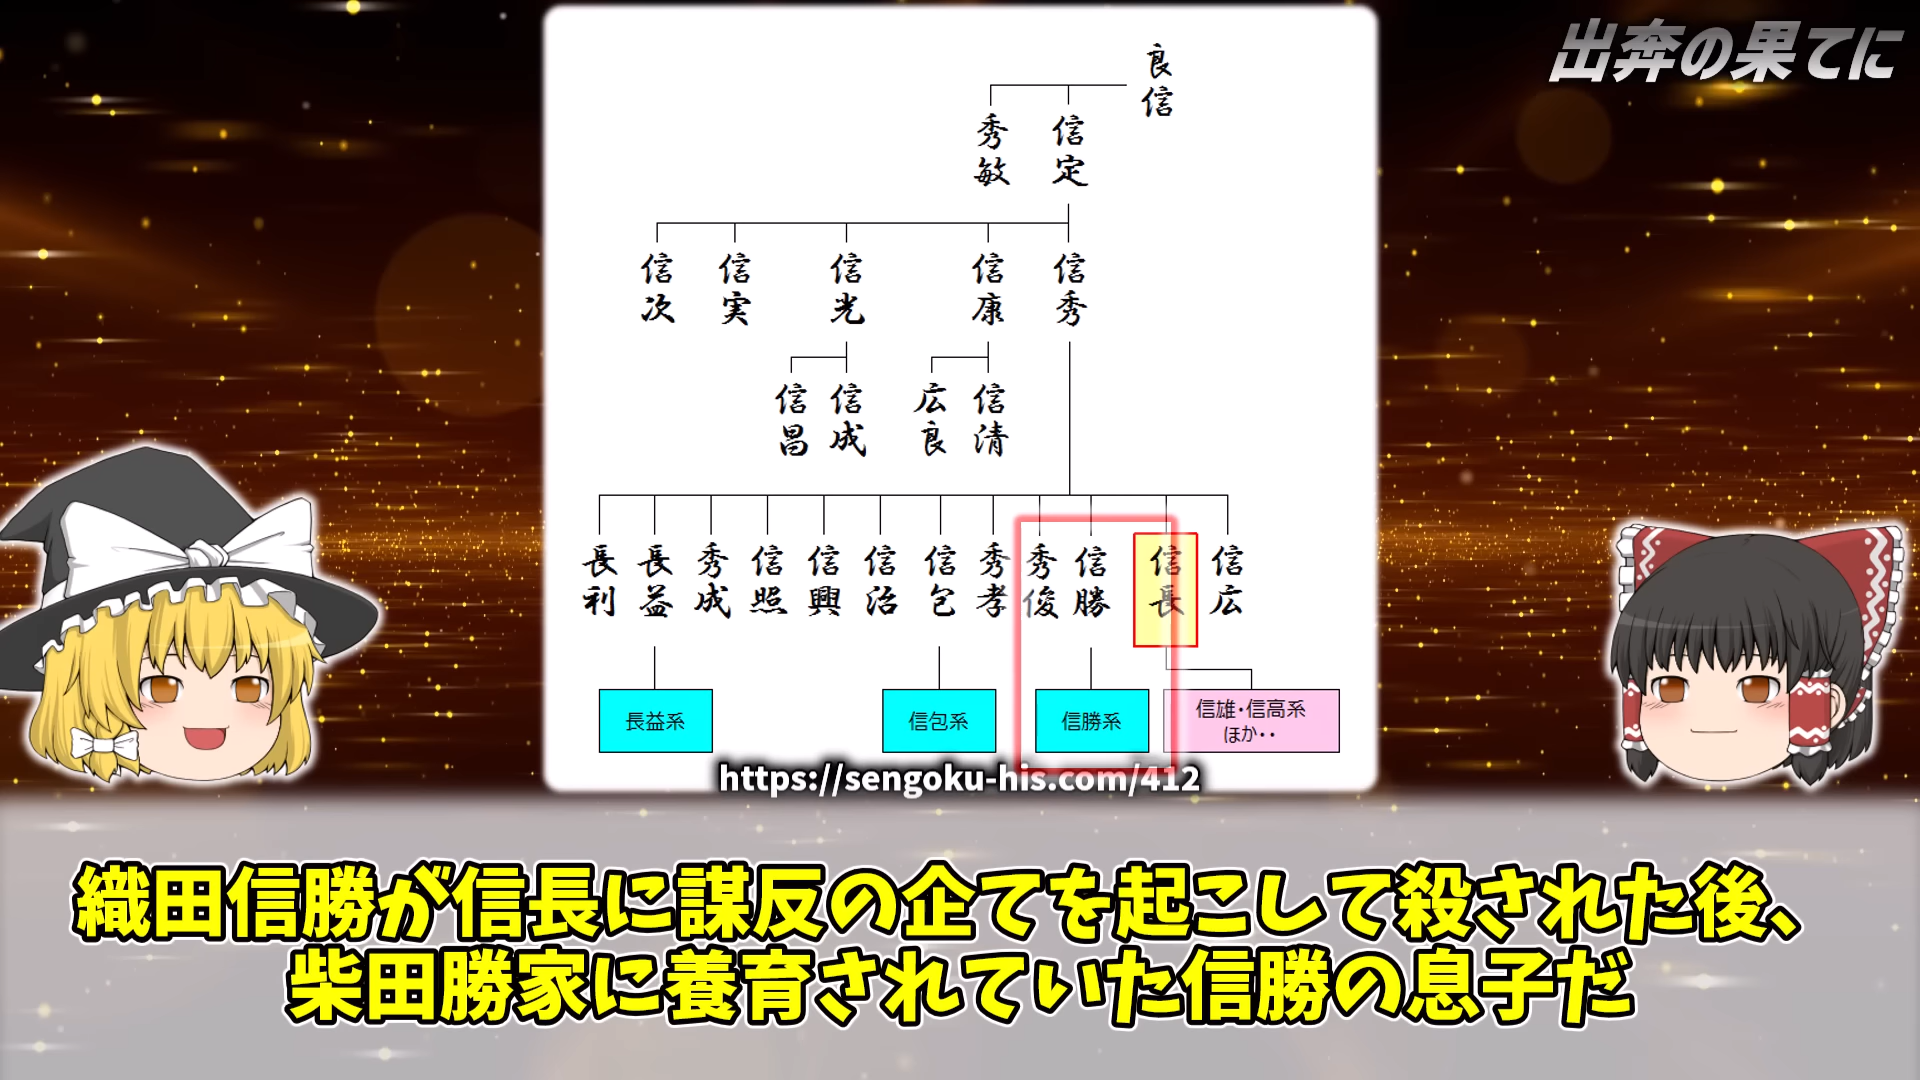 出奔の果てに
良信
信定
秀敏
信秀
信康
信光
信実
信次
信清
広良
信成
信昌
信広
信長
信勝
秀俊
秀孝
信包
信治
信興
信照
秀成
長益
長利
長益系
信包系
信勝系
信雄・信高系
ほか・・
https://sengoku-his.com/412
織田信勝が信長に謀反の企てを起こして殺された後、
柴田勝家に養育されていた信勝の息子だ